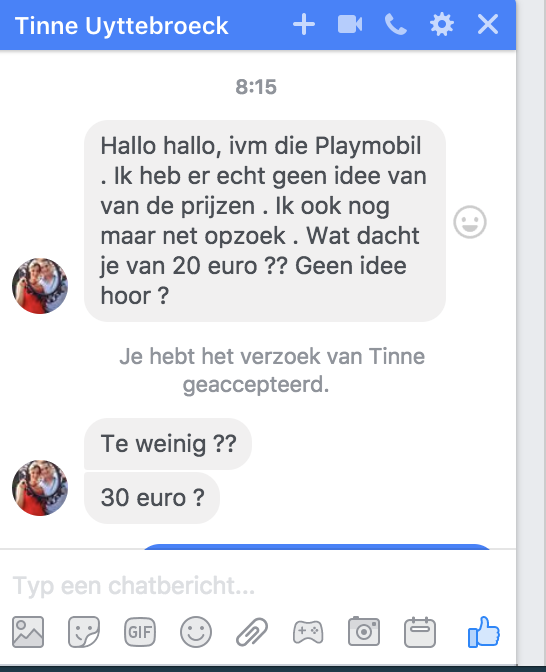 Tinne Uyttebroeck
8:15
Hallo hallo, ivm die Playmobil
. Ik heb er echt geen idee van
van de prijzen . Ik ook nog
maar net opzoek . Wat dacht
je van 20 euro ?? Geen idee
hoor ?
Je hebt het verzoek van Tinne
geaccepteerd.
Te weinig ??
30 euro ?
Typ een chatbericht...
GIF